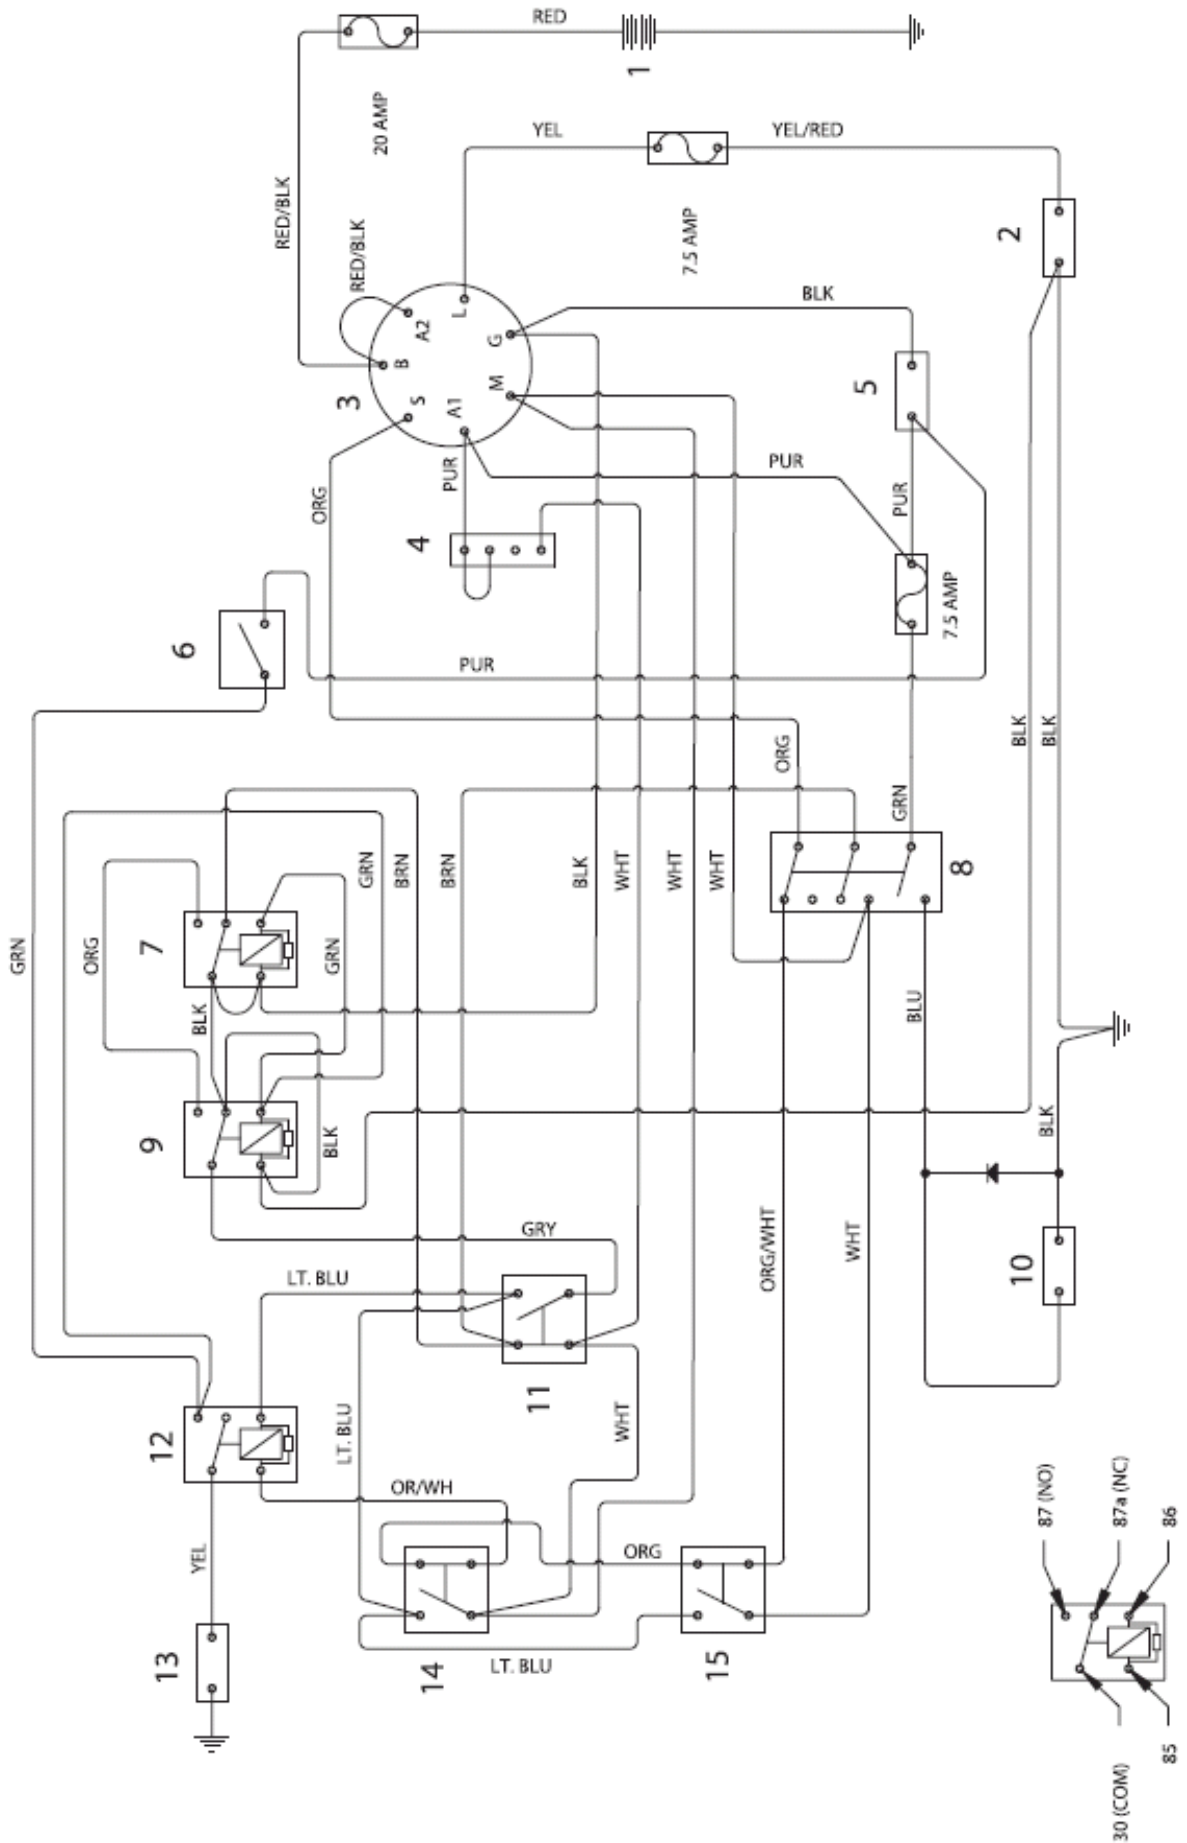 RED
1
20 AMP
YEL
YEL/RED
RED/BLK
RED/BLK
7.5 AMP
2
BLK
A2
L
B
G
3
S
M
A1
5
ORG
PUR
PUR
PUR
4
7.5 AMP
6
PUR
BLK
BLK
ORG
GRN
GRN
ORG
7
GRN
GRN
BRN
BRN
BLK
WHT
WHT
WHT
8
BLK
BLU
9
BLK
BLK
GRY
ORG/WHT
WHT
LT. BLU
10
11
12
LT. BLU
WHT
OR/WH
YEL
ORG
13
14
LT. BLU
15
87 (NO)
87a (NC)
86
30 (COM)
85